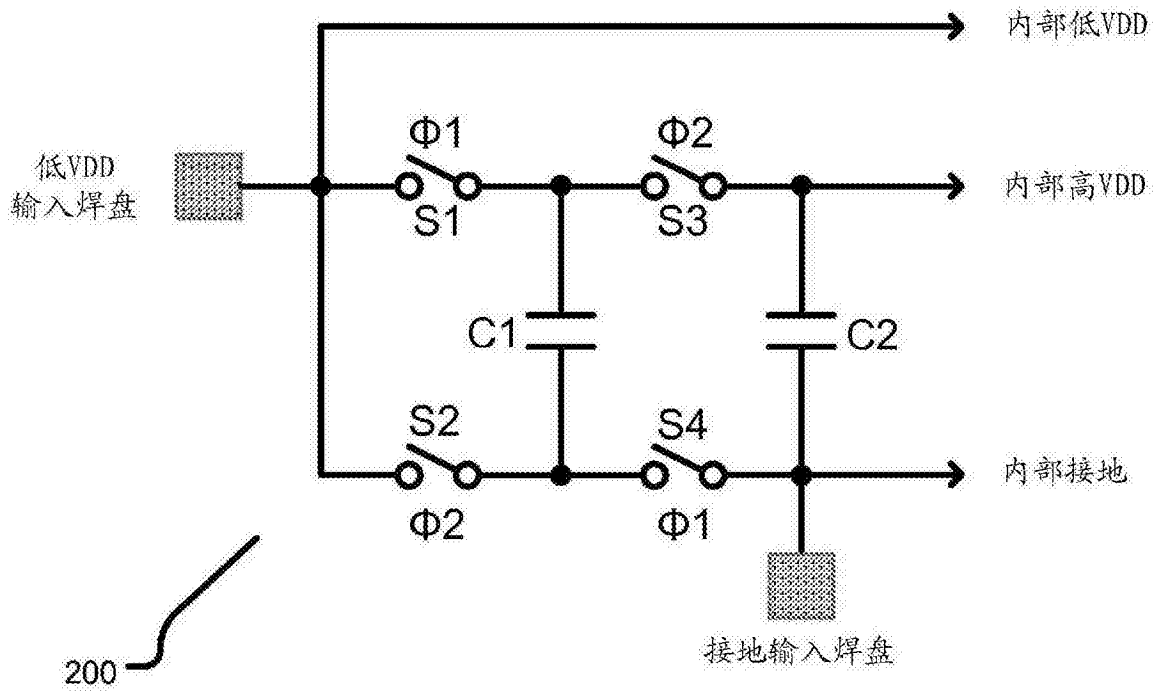 内部低VDD
Φ1
Φ2
低VDD
输入焊盘
内部高VDD
S1
S3
C1
C2
S2
S4
内部接地
Φ2
Φ1
接地输入焊盘
200